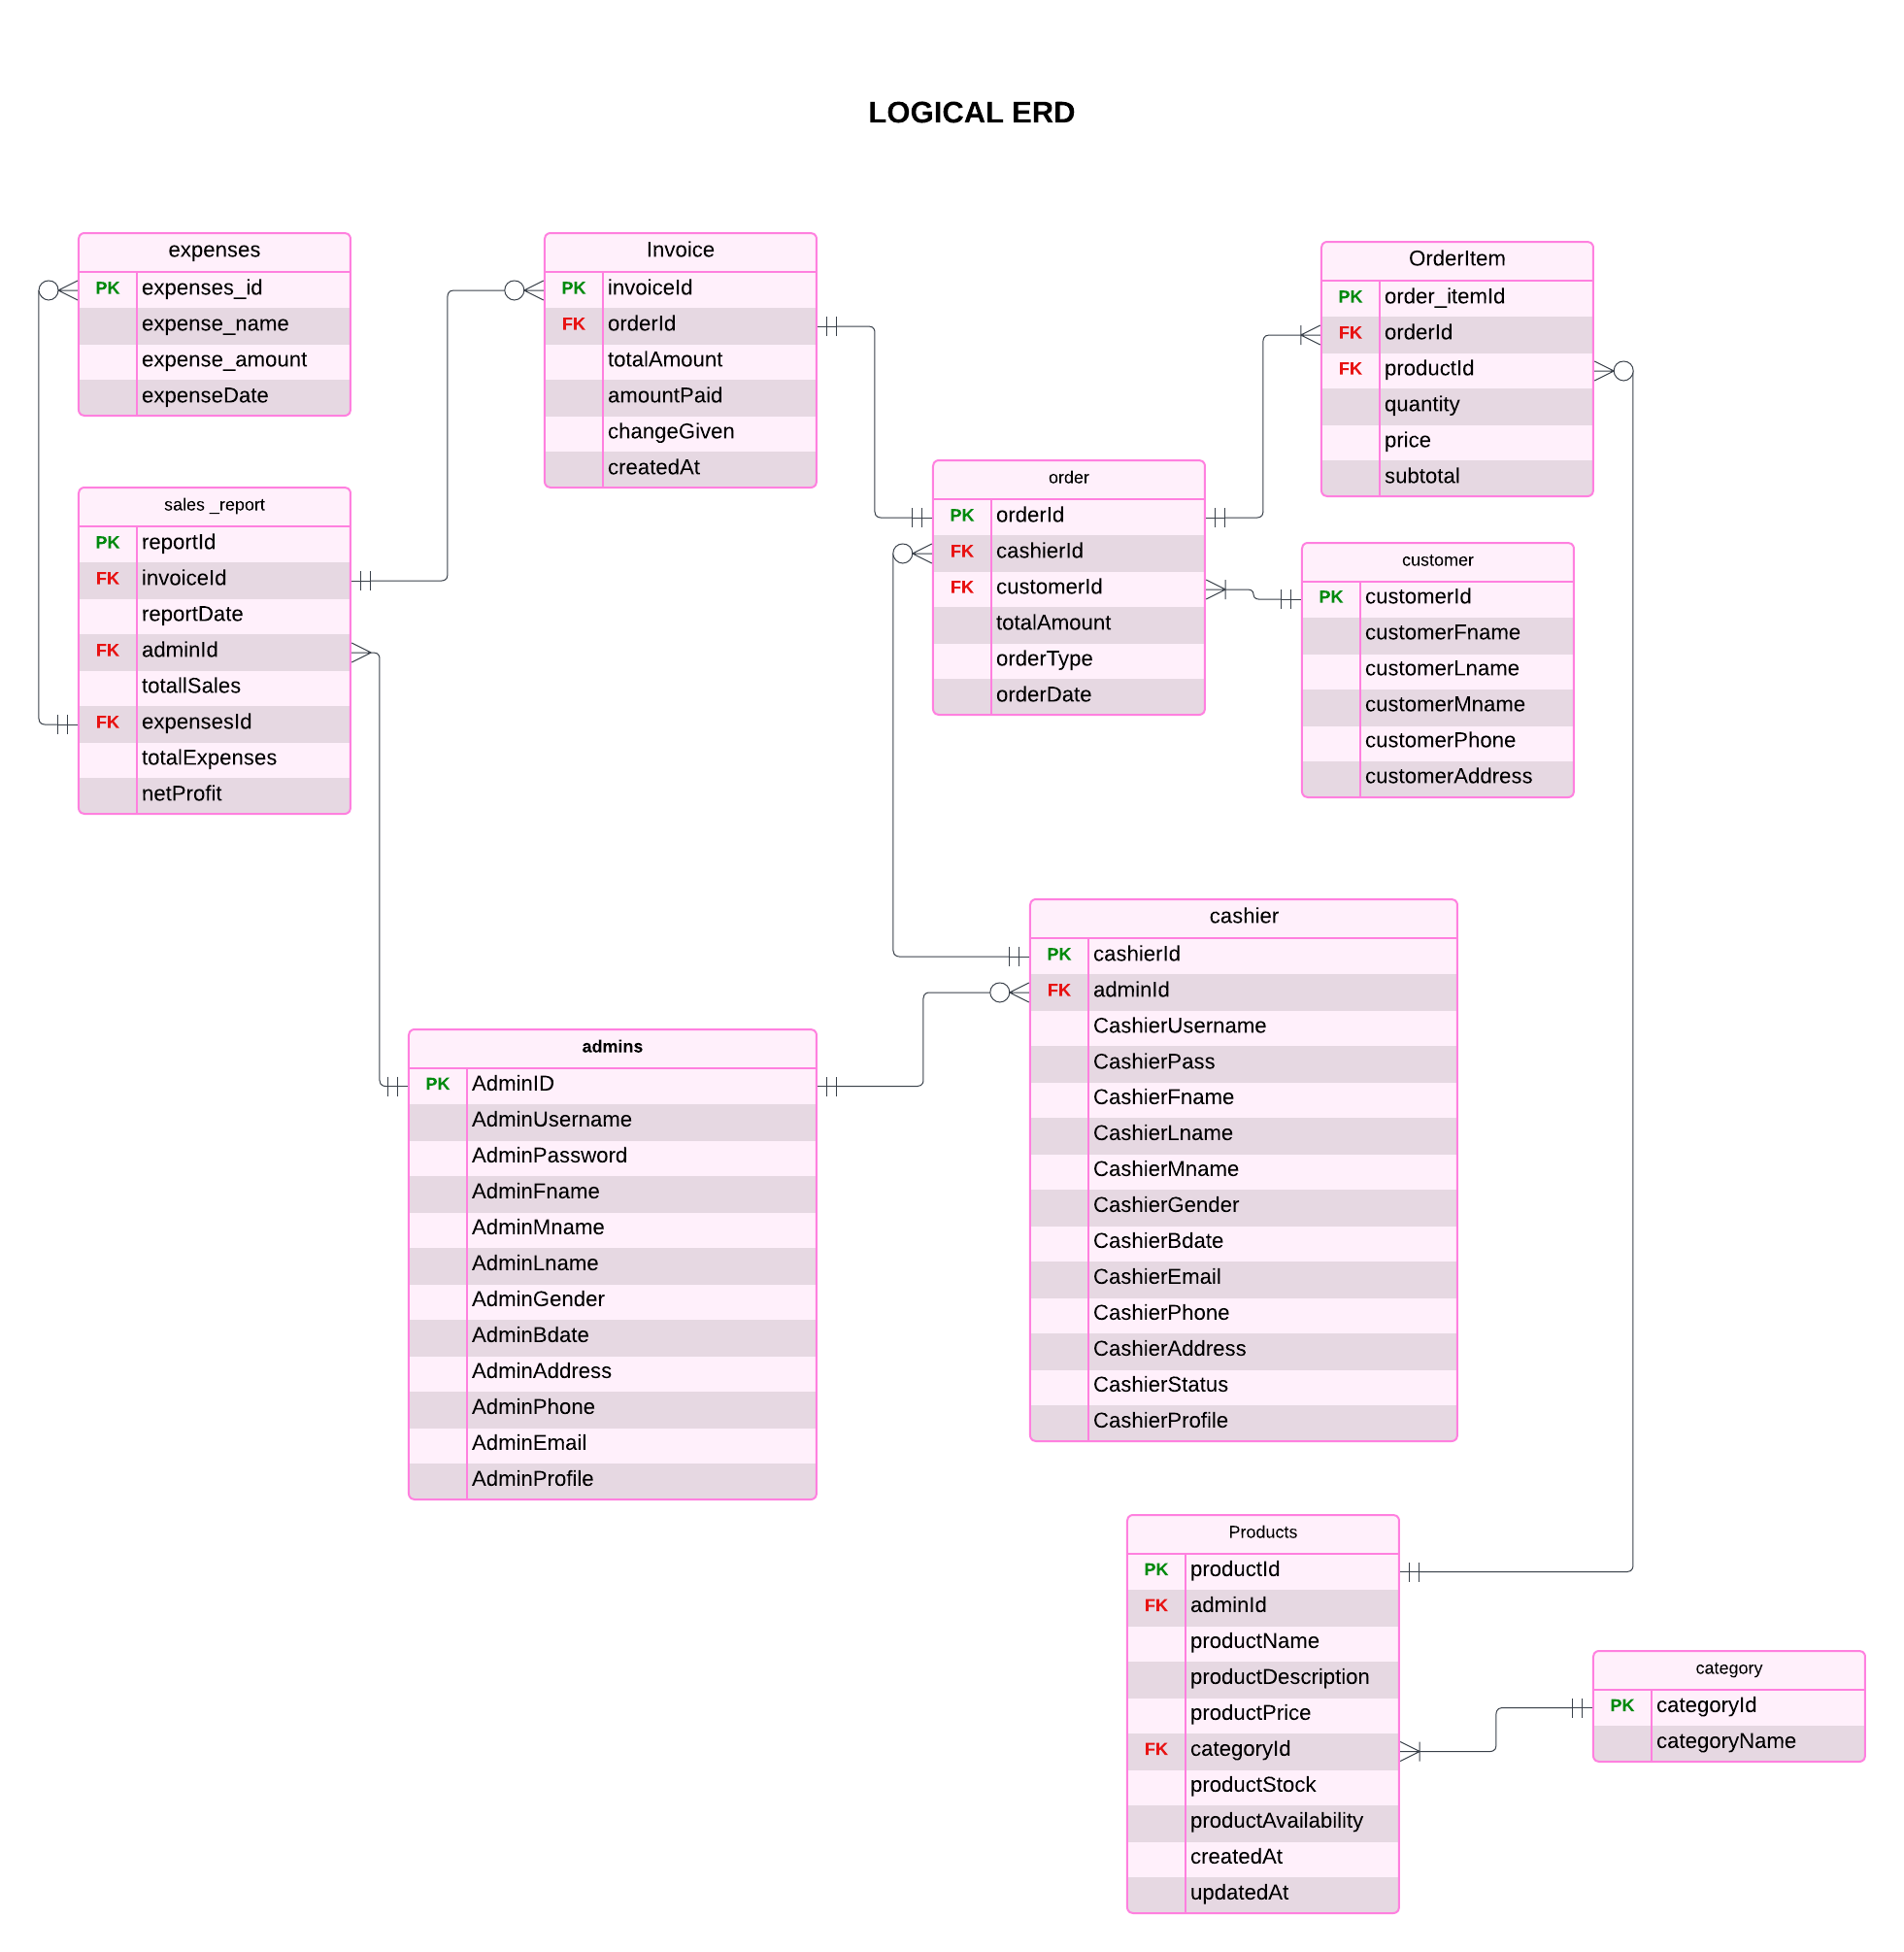 LOGICAL ERD
expenses
PK expenses_id
expense_name
expense_amount
expenseDate
Invoice
PK invoiceId
FK orderId
totalAmount
amountPaid
changeGiven
createdAt
OrderItem
PK order_itemId
FK orderId
FK productId
quantity
price
subtotal
sales _report
PK reportId
FK invoiceId
reportDate
FK adminId
totallSales
FK expensesId
totalExpenses
netProfit
order
PK orderId
FK cashierId
FK customerId
totalAmount
orderType
orderDate
customer
PK customerId
customerFname
customerLname
customerMname
customerPhone
customerAddress
cashier
PK cashierId
FK adminId
CashierUsername
CashierPass
CashierFname
CashierLname
CashierMname
CashierGender
CashierBdate
CashierEmail
CashierPhone
CashierAddress
CashierStatus
CashierProfile
admins
PK AdminID
AdminUsername
AdminPassword
AdminFname
AdminMname
AdminLname
AdminGender
AdminBdate
AdminAddress
AdminPhone
AdminEmail
AdminProfile
Products
PK productId
FK adminId
productName
productDescription
productPrice
FK categoryId
productStock
productAvailability
createdAt
updatedAt
category
PK categoryId
categoryName